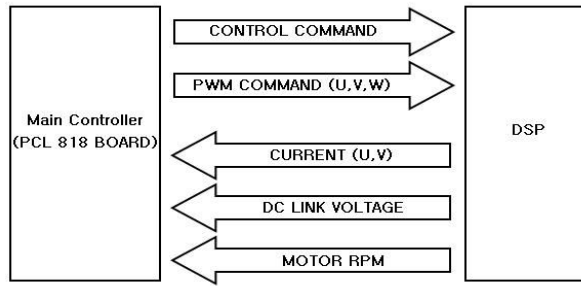 Main Controller
(PCL 818 BOARD)
CONTROL COMMAND
PWM COMMAND (U,V,W)
CURRENT (U,V)
DC LINK VOLTAGE
MOTOR RPM
DSP